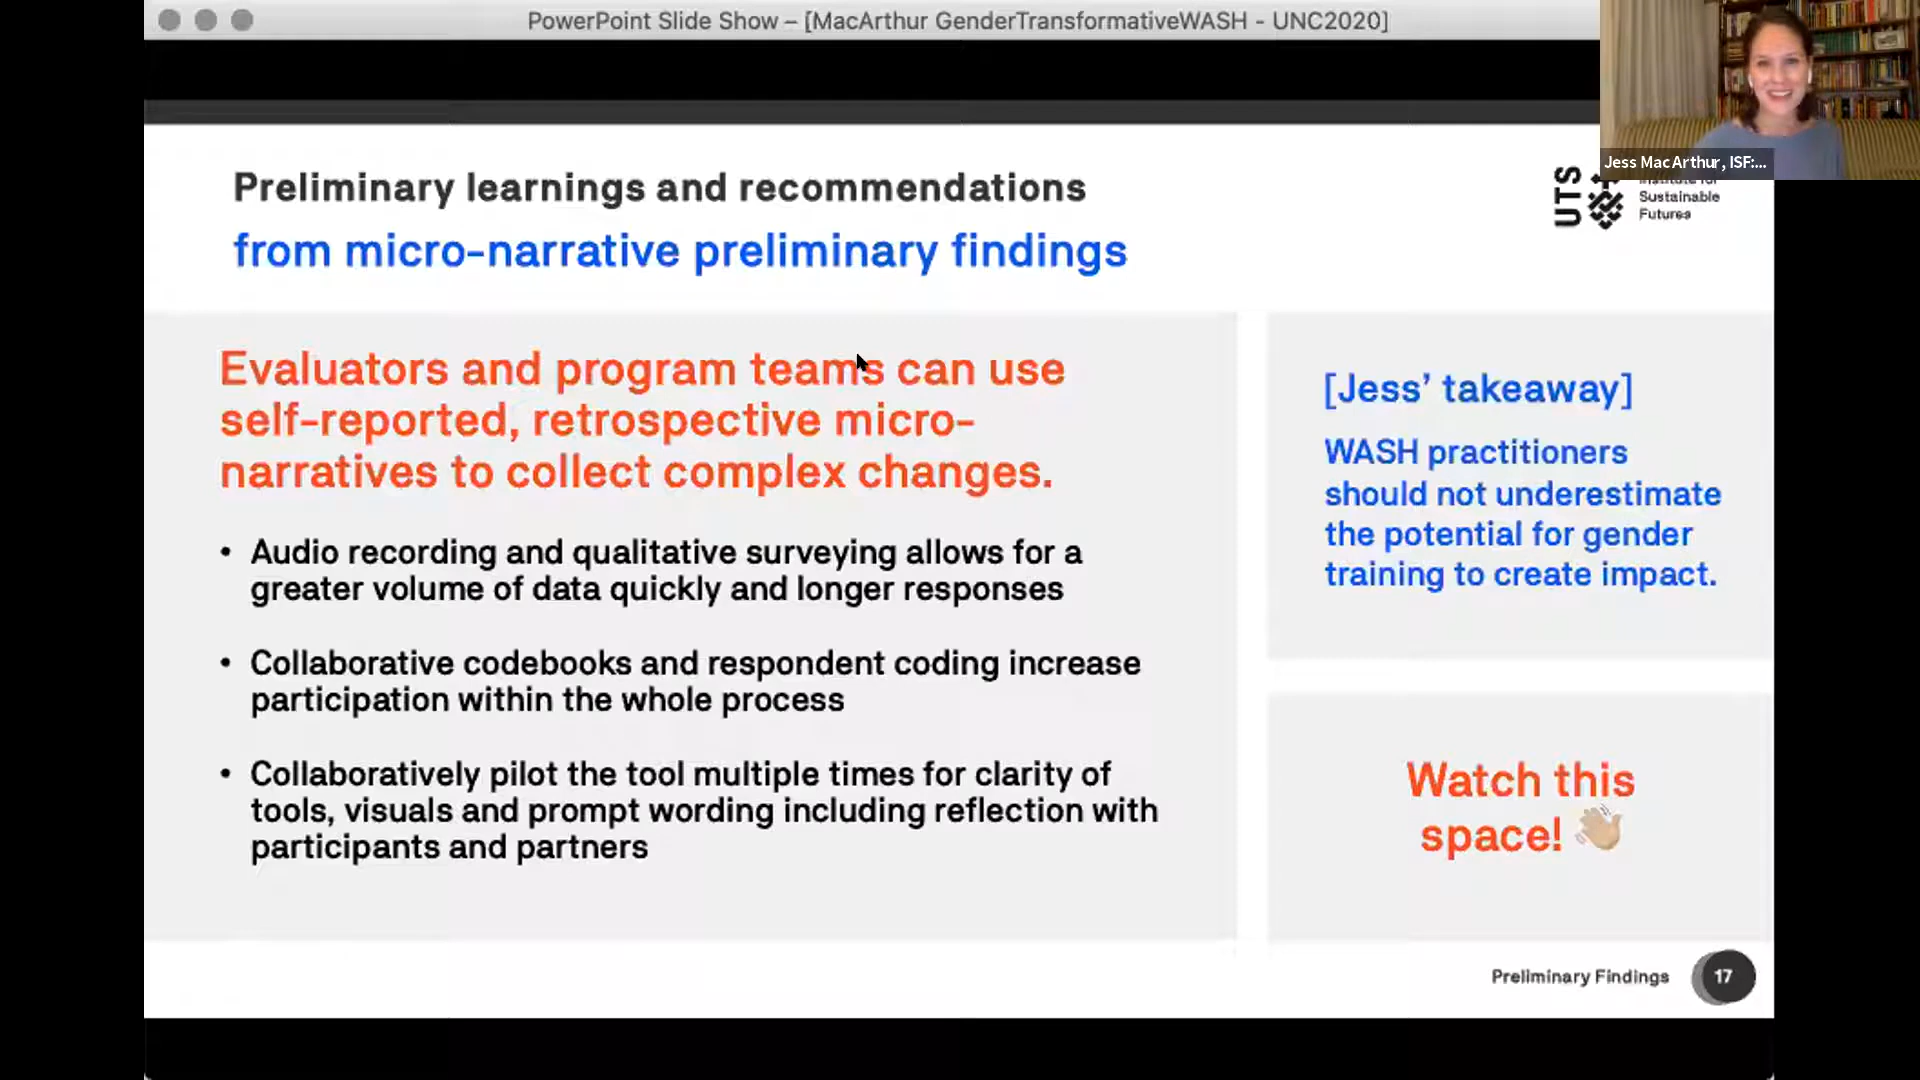 PowerPoint Slide Show – [MacArthur GenderTransformativeWASH - UNC2020]
Jess MacArthur, ISF:...
Preliminary learnings and recommendations
from micro-narrative preliminary findings
UTS
Institute for
Sustainable
Futures
Evaluators and program teams can use
self-reported, retrospective micro-
narratives to collect complex changes.
• Audio recording and qualitative surveying allows for a
greater volume of data quickly and longer responses
• Collaborative codebooks and respondent coding increase
participation within the whole process
• Collaboratively pilot the tool multiple times for clarity of
tools, visuals and prompt wording including reflection with
participants and partners
[Jess’ takeaway]
WASH practitioners
should not underestimate
the potential for gender
training to create impact.
Watch this
space! 👋🏼
Preliminary Findings
17